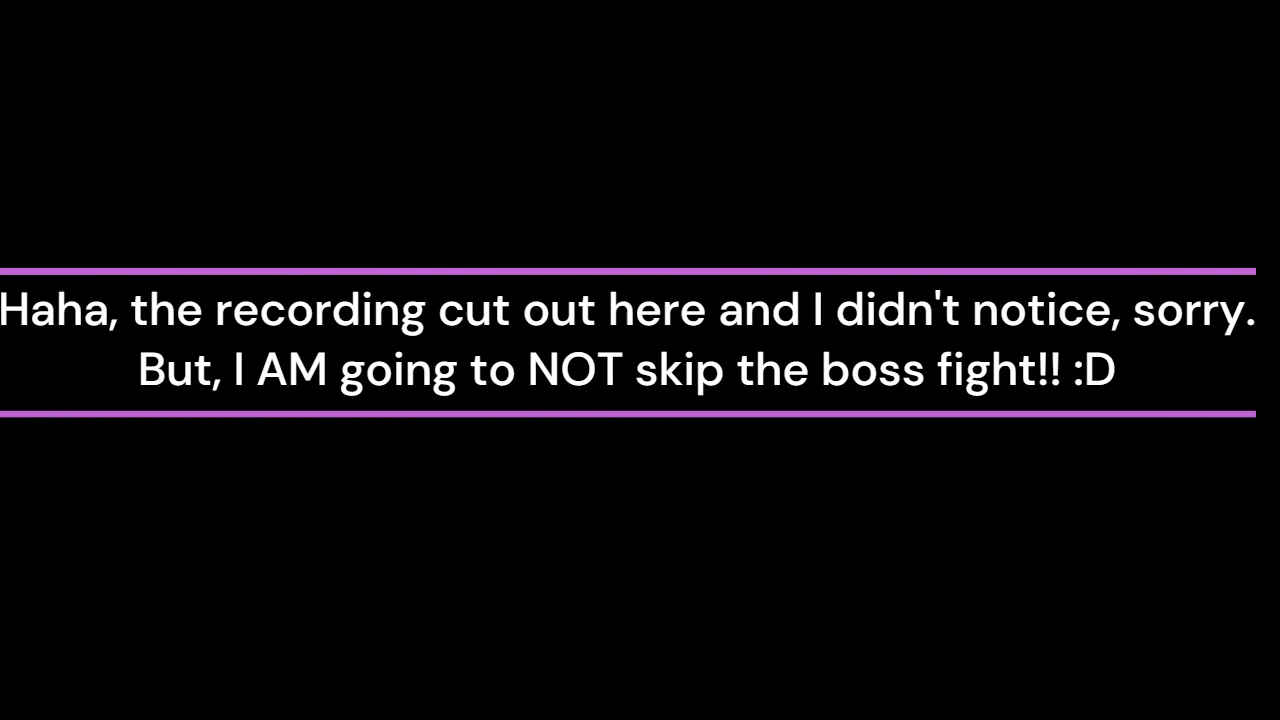 Haha, the recording cut out here and I didn't notice, sorry.
But, I AM going to NOT skip the boss fight!! :D